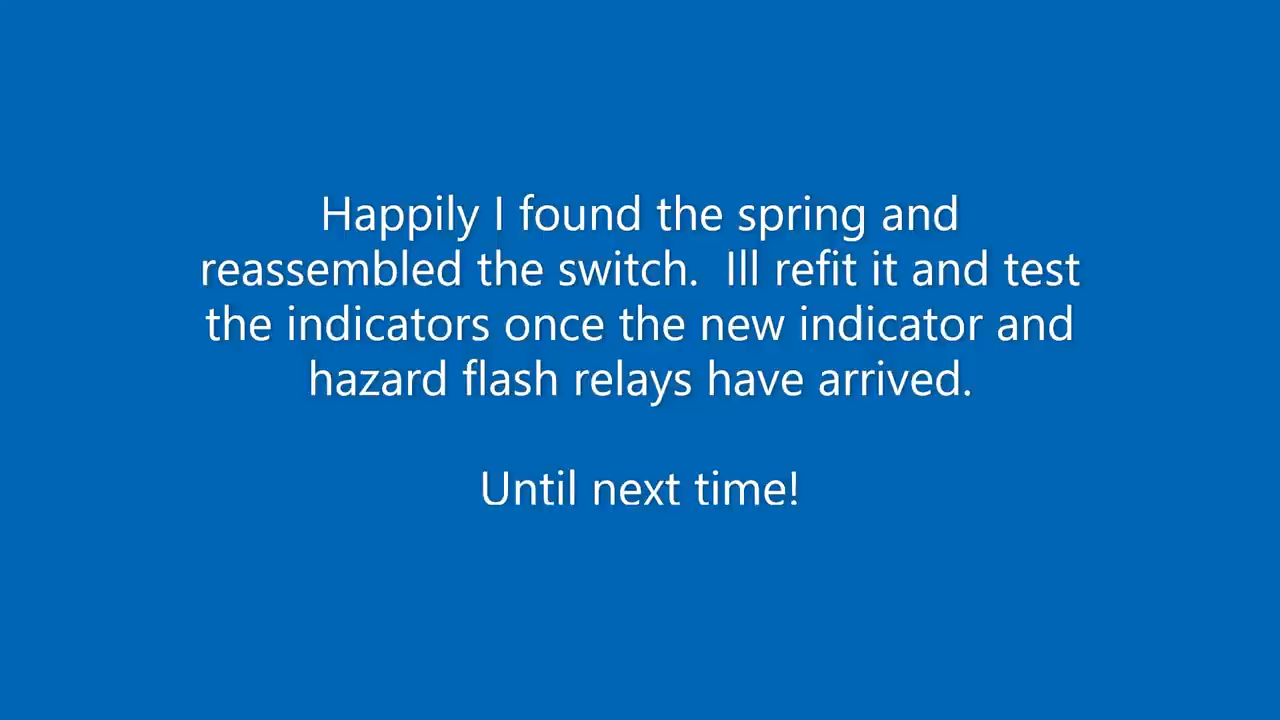 Happily I found the spring and
reassembled the switch.  Ill refit it and test
the indicators once the new indicator and
hazard flash relays have arrived.
Until next time!